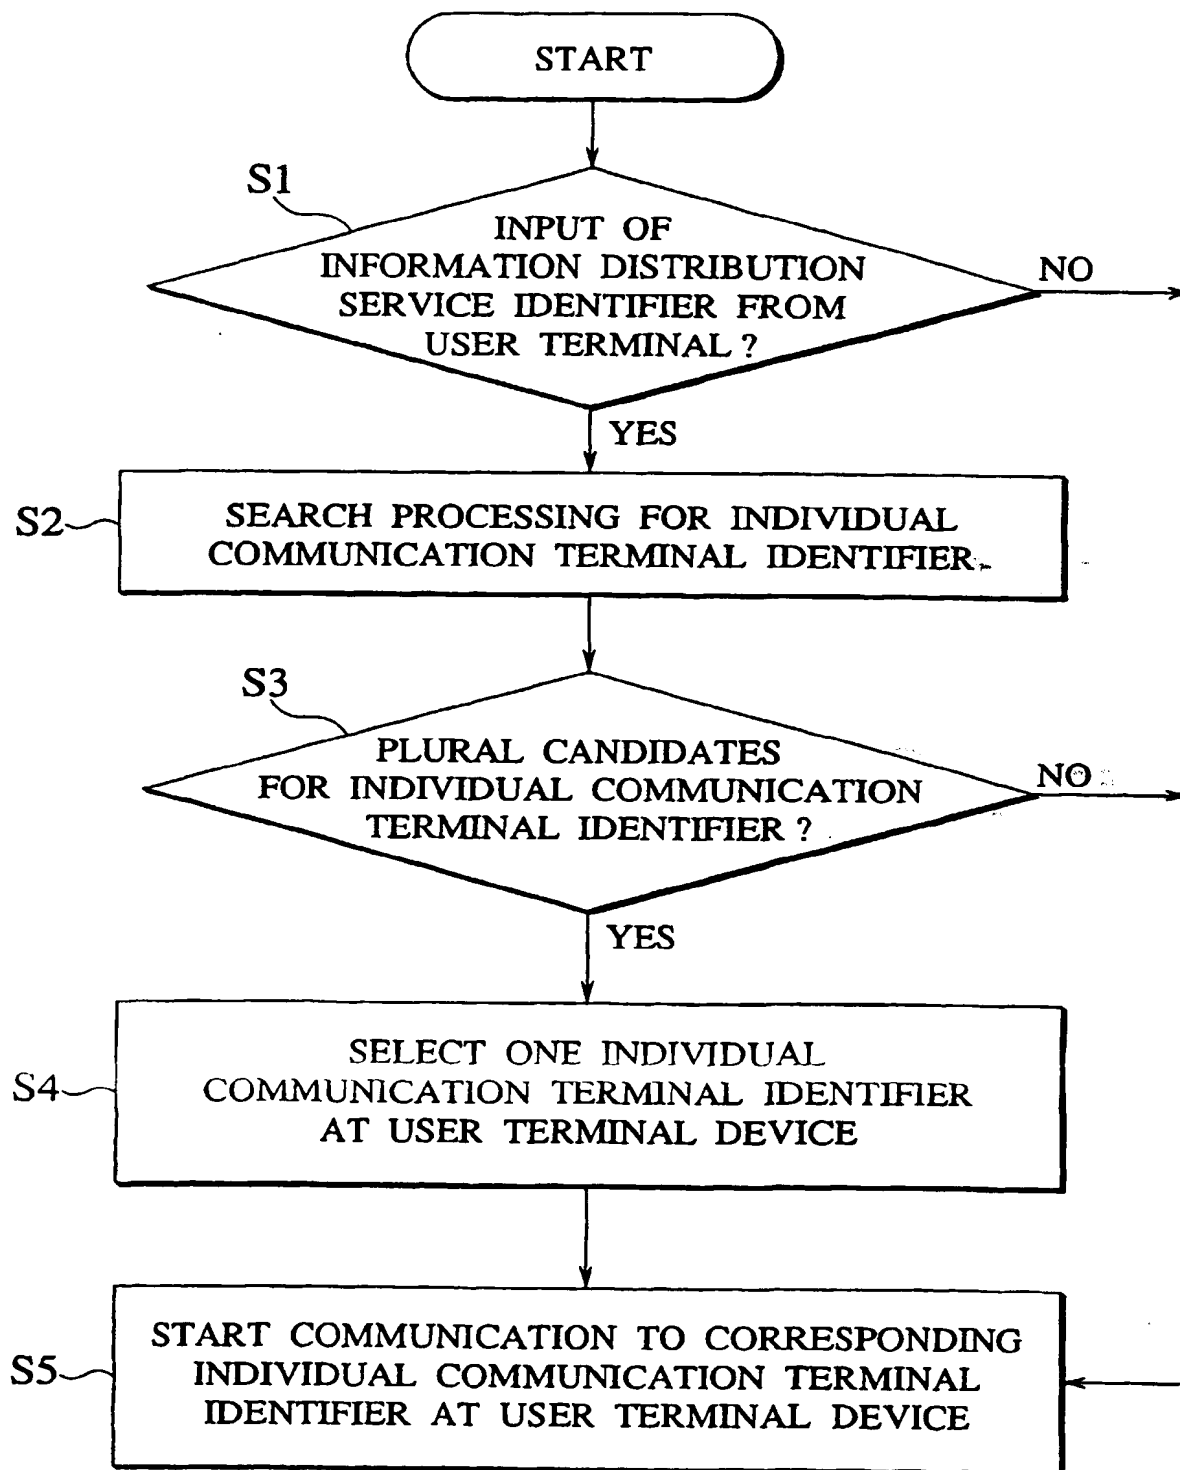 START
S1
INPUT OF
INFORMATION DISTRIBUTION
SERVICE IDENTIFIER FROM
USER TERMINAL ?
NO
YES
S2
SEARCH PROCESSING FOR INDIVIDUAL
COMMUNICATION TERMINAL IDENTIFIER
S3
PLURAL CANDIDATES
FOR INDIVIDUAL COMMUNICATION
TERMINAL IDENTIFIER ?
NO
YES
S4
SELECT ONE INDIVIDUAL
COMMUNICATION TERMINAL IDENTIFIER
AT USER TERMINAL DEVICE
S5
START COMMUNICATION TO CORRESPONDING
INDIVIDUAL COMMUNICATION TERMINAL
IDENTIFIER AT USER TERMINAL DEVICE